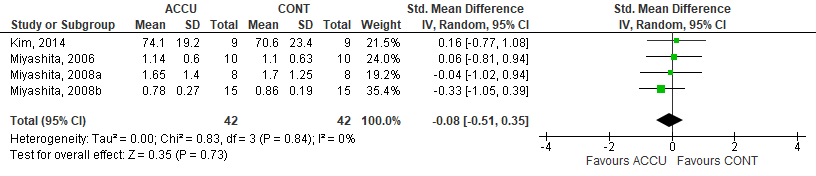 ACCU CONT Std. Mean Difference Std. Mean Difference
Study or Subgroup Mean SD Total Mean SD Total Weight IV, Random, 95% CI IV, Random, 95% CI
Kim, 2014 74.1 19.2 9 70.6 23.4 9 21.5% 0.16 [-0.77, 1.08]
Miyashita, 2006 1.14 0.6 10 1.1 0.63 10 24.0% 0.06 [-0.81, 0.94]
Miyashita, 2008a 1.65 1.4 8 1.7 1.25 8 19.2% -0.04 [-1.02, 0.94]
Miyashita, 2008b 0.78 0.27 15 0.86 0.19 15 35.4% -0.33 [-1.05, 0.39]
Total (95% CI) 42 42 100.0% -0.08 [-0.51, 0.35]
Heterogeneity: Tau² = 0.00; Chi² = 0.83, df = 3 (P = 0.84); I² = 0%
Test for overall effect: Z = 0.35 (P = 0.73)
-4 -2 0 2 4
Favours ACCU Favours CONT